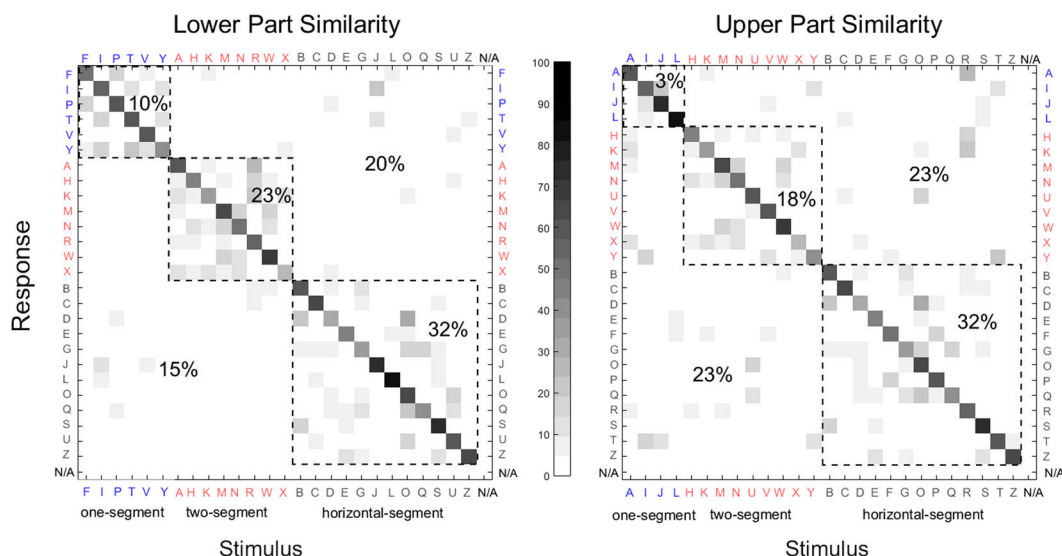 Lower Part Similarity
F I P T V Y A H K M N R W X B C D E G J L O Q S U Z N/A
Response
F
I
P
T
V
Y
A
H
K
M
N
R
W
X
B
C
D
E
G
J
L
O
Q
S
U
Z
N/A
10%
20%
23%
32%
15%
F
I
P
T
V
Y
A
H
K
M
N
R
W
X
B
C
D
E
G
J
L
O
Q
S
U
Z
N/A
F I P T V Y A H K M N R W X B C D E G J L O Q S U Z N/A
one-segment two-segment horizontal-segment
Stimulus
100
90
80
70
60
50
40
30
20
10
0
Upper Part Similarity
A I J L H K M N U V W X Y B C D E F G O P Q R S T Z N/A
A
I
J
L
H
K
M
N
U
V
W
X
Y
B
C
D
E
F
G
O
P
Q
R
S
T
Z
N/A
3%
23%
18%
32%
23%
A
I
J
L
H
K
M
N
U
V
W
X
Y
B
C
D
E
F
G
O
P
Q
R
S
T
Z
N/A
A I J L H K M N U V W X Y B C D E F G O P Q R S T Z N/A
one-segment two-segment horizontal-segment
Stimulus